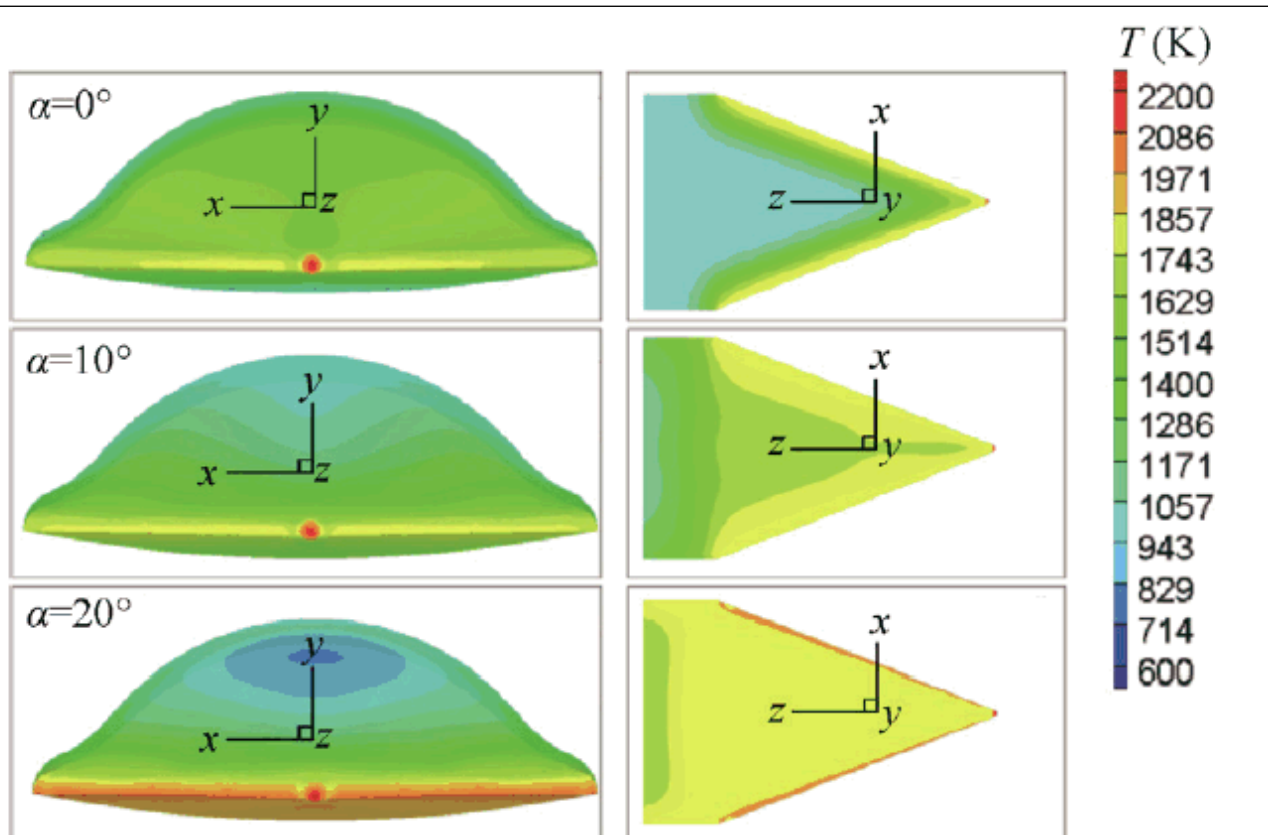 T (K)
α=0°
y
x
z
x
z
y
α=10°
y
x
z
x
z
y
α=20°
y
x
z
x
z
y
2200
2086
1971
1857
1743
1629
1514
1400
1286
1171
1057
943
829
714
600